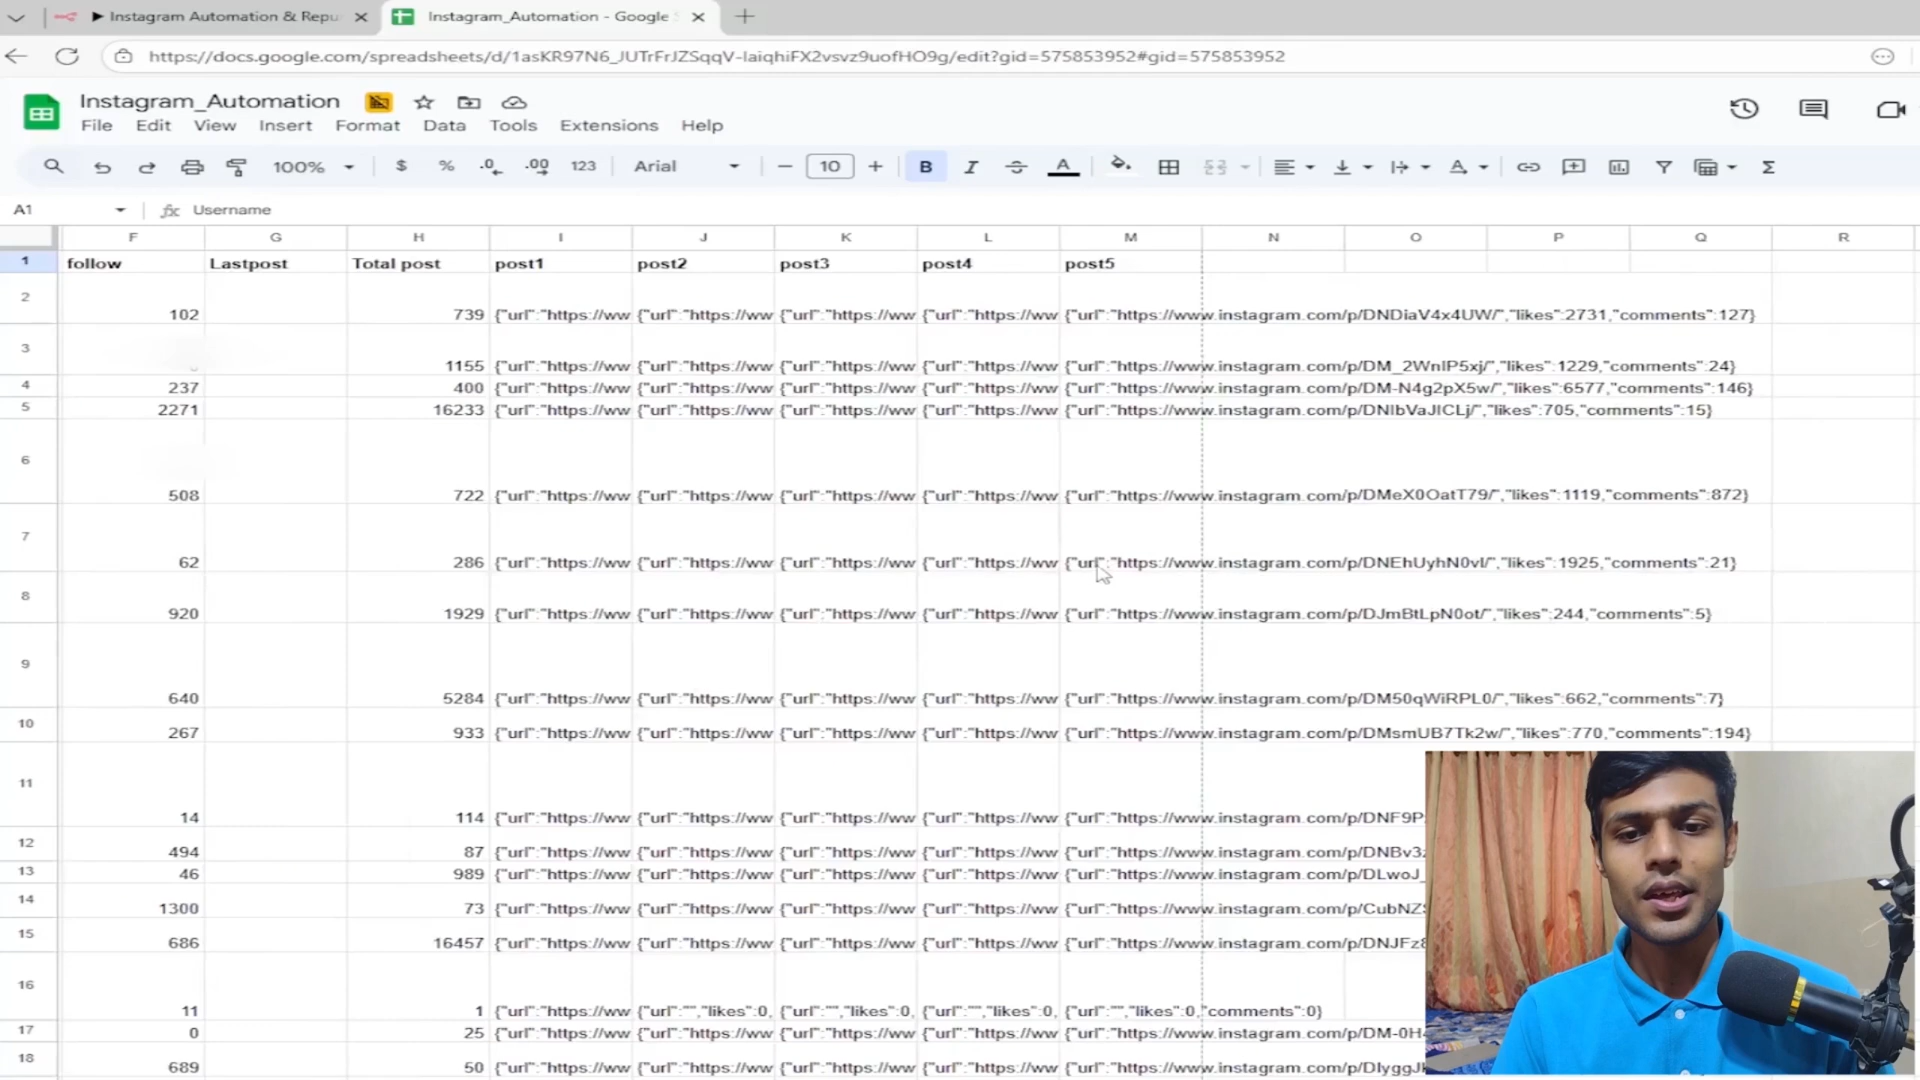 Instagram Automation & Repu
Instagram_Automation - Google S
https://docs.google.com/spreadsheets/d/1asKR97N6_JUTrFrJZSqqV-IaiqhiFX2vsvz9uofHO9g/edit?gid=575853952#gid=575853952
Instagram_Automation
File Edit View Insert Format Data Tools Extensions Help
100% $ % .0 .00 123 Arial 10 B I A Σ
A1 fx Username
F G H I J K L M N O P Q R
1 follow Lastpost Total post post1 post2 post3 post4 post5
2 102 739 {"url":"https://ww {"url":"https://ww {"url":"https://ww {"url":"https://ww {"url":"https://www.instagram.com/p/DNDiaV4x4UW/","likes":2731,"comments":127}
3 1155 {"url":"https://ww {"url":"https://ww {"url":"https://ww {"url":"https://ww {"url":"https://www.instagram.com/p/DM_2WnIP5xj/","likes":1229,"comments":24}
4 237 400 {"url":"https://ww {"url":"https://ww {"url":"https://ww {"url":"https://ww {"url":"https://www.instagram.com/p/DM-N4g2pX5w/","likes":6577,"comments":146}
5 2271 16233 {"url":"https://ww {"url":"https://ww {"url":"https://ww {"url":"https://ww {"url":"https://www.instagram.com/p/DNIbVaJICLj/","likes":705,"comments":15}
6 508 722 {"url":"https://ww {"url":"https://ww {"url":"https://ww {"url":"https://ww {"url":"https://www.instagram.com/p/DMeX0OatT79/","likes":1119,"comments":872}
7 62 286 {"url":"https://ww {"url":"https://ww {"url":"https://ww {"url":"https://ww {"url":"https://www.instagram.com/p/DNEhUyhN0vI/","likes":1925,"comments":21}
8 920 1929 {"url":"https://ww {"url":"https://ww {"url":"https://ww {"url":"https://ww {"url":"https://www.instagram.com/p/DJmBtLpN0ot/","likes":244,"comments":5}
9 640 5284 {"url":"https://ww {"url":"https://ww {"url":"https://ww {"url":"https://ww {"url":"https://www.instagram.com/p/DM50qWiRPL0/","likes":662,"comments":7}
10 267 933 {"url":"https://ww {"url":"https://ww {"url":"https://ww {"url":"https://ww {"url":"https://www.instagram.com/p/DMsmUB7Tk2w/","likes":770,"comments":194}
11 14 114 {"url":"https://ww {"url":"https://ww {"url":"https://ww {"url":"https://ww {"url":"https://www.instagram.com/p/DNF9P
12 494 87 {"url":"https://ww {"url":"https://ww {"url":"https://ww {"url":"https://ww {"url":"https://www.instagram.com/p/DNBv3z
13 46 989 {"url":"https://ww {"url":"https://ww {"url":"https://ww {"url":"https://ww {"url":"https://www.instagram.com/p/DLwoJ_
14 1300 73 {"url":"https://ww {"url":"https://ww {"url":"https://ww {"url":"https://ww {"url":"https://www.instagram.com/p/CubNZ
15 686 16457 {"url":"https://ww {"url":"https://ww {"url":"https://ww {"url":"https://ww {"url":"https://www.instagram.com/p/DNJFz8
16 11 1 {"url":"https://ww {"url":"","likes":0, {"url":"","likes":0, {"url":"","likes":0, {"url":"","likes":0,"comments":0}
17 0 25 {"url":"https://ww {"url":"https://ww {"url":"https://ww {"url":"https://ww {"url":"https://www.instagram.com/p/DM-0H
18 689 50 {"url":"https://ww {"url":"https://ww {"url":"https://ww {"url":"https://ww {"url":"https://www.instagram.com/p/DIyggJ